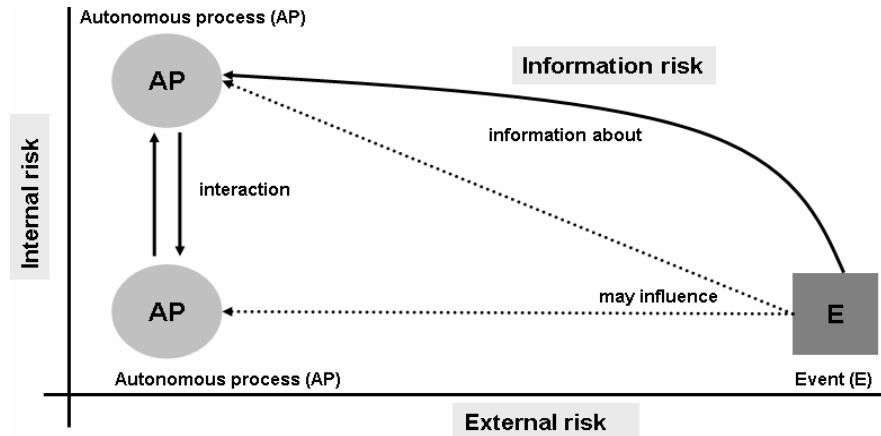 Autonomous process (AP)
AP
Information risk
information about
Internal risk
interaction
may influence
AP
E
Autonomous process (AP)
Event (E)
External risk